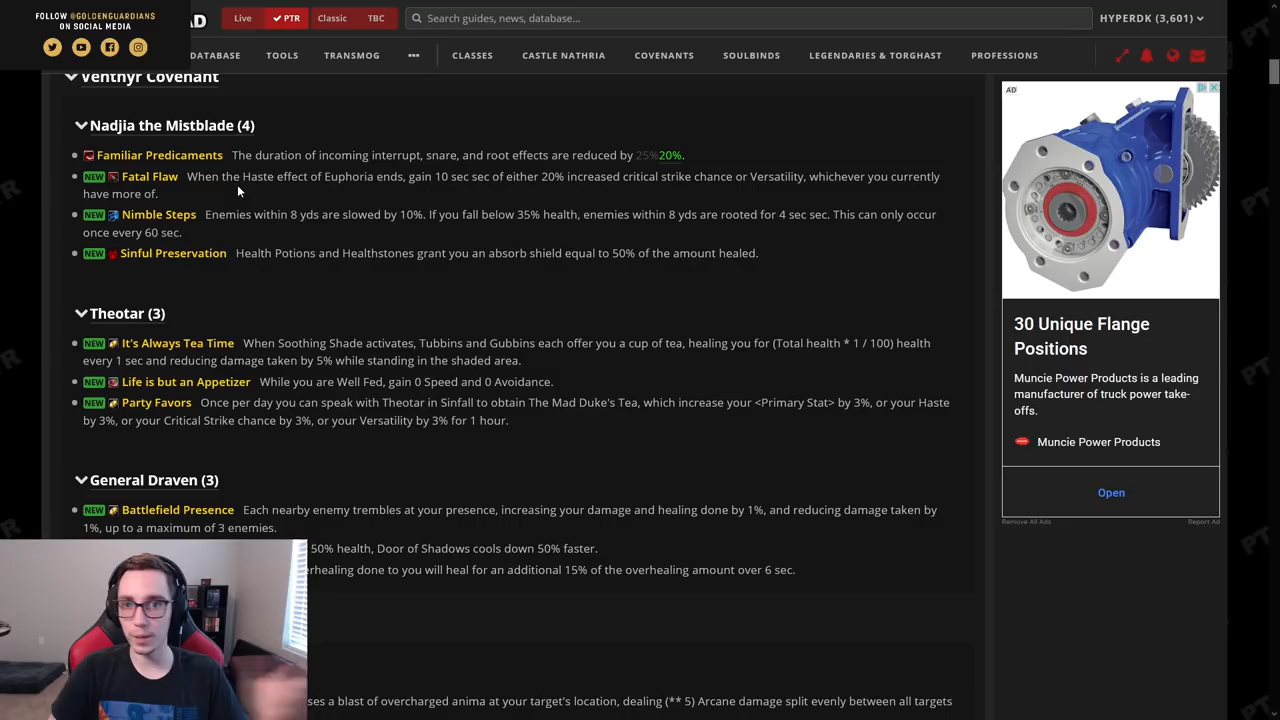 FOLLOW @GOLDENGUARDIANS
ON SOCIAL MEDIA
AD
Live
PTR
Classic
TBC
Search guides, news, database...
HYPERDK (3,601)
DATABASE
TOOLS
TRANSMOG
•••
CLASSES
CASTLE NATHRIA
COVENANTS
SOULBINDS
LEGENDARIES & TORGHAST
PROFESSIONS
Venthyr Covenant
Nadjia the Mistblade (4)
Familiar Predicaments The duration of incoming interrupt, snare, and root effects are reduced by 25%20%.
NEW Fatal Flaw When the Haste effect of Euphoria ends, gain 10 sec sec of either 20% increased critical strike chance or Versatility, whichever you currently
have more of.
NEW Nimble Steps Enemies within 8 yds are slowed by 10%. If you fall below 35% health, enemies within 8 yds are rooted for 4 sec sec. This can only occur
once every 60 sec.
NEW Sinful Preservation Health Potions and Healthstones grant you an absorb shield equal to 50% of the amount healed.
Theotar (3)
NEW It's Always Tea Time When Soothing Shade activates, Tubbins and Gubbins each offer you a cup of tea, healing you for (Total health * 1 / 100) health
every 1 sec and reducing damage taken by 5% while standing in the shaded area.
NEW Life is but an Appetizer While you are Well Fed, gain 0 Speed and 0 Avoidance.
NEW Party Favors Once per day you can speak with Theotar in Sinfall to obtain The Mad Duke's Tea, which increase your <Primary Stat> by 3%, or your Haste
by 3%, or your Critical Strike chance by 3%, or your Versatility by 3% for 1 hour.
General Draven (3)
NEW Battlefield Presence Each nearby enemy trembles at your presence, increasing your damage and healing done by 1%, and reducing damage taken by
1%, up to a maximum of 3 enemies.
50% health, Door of Shadows cools down 50% faster.
erhealing done to you will heal for an additional 15% of the overhealing amount over 6 sec.
ses a blast of overcharged anima at your target's location, dealing (** 5) Arcane damage split evenly between all targets
AD
30 Unique Flange
Positions
Muncie Power Products is a leading
manufacturer of truck power take-
offs.
Muncie Power Products
Open
Remove All Ads
Report Ad